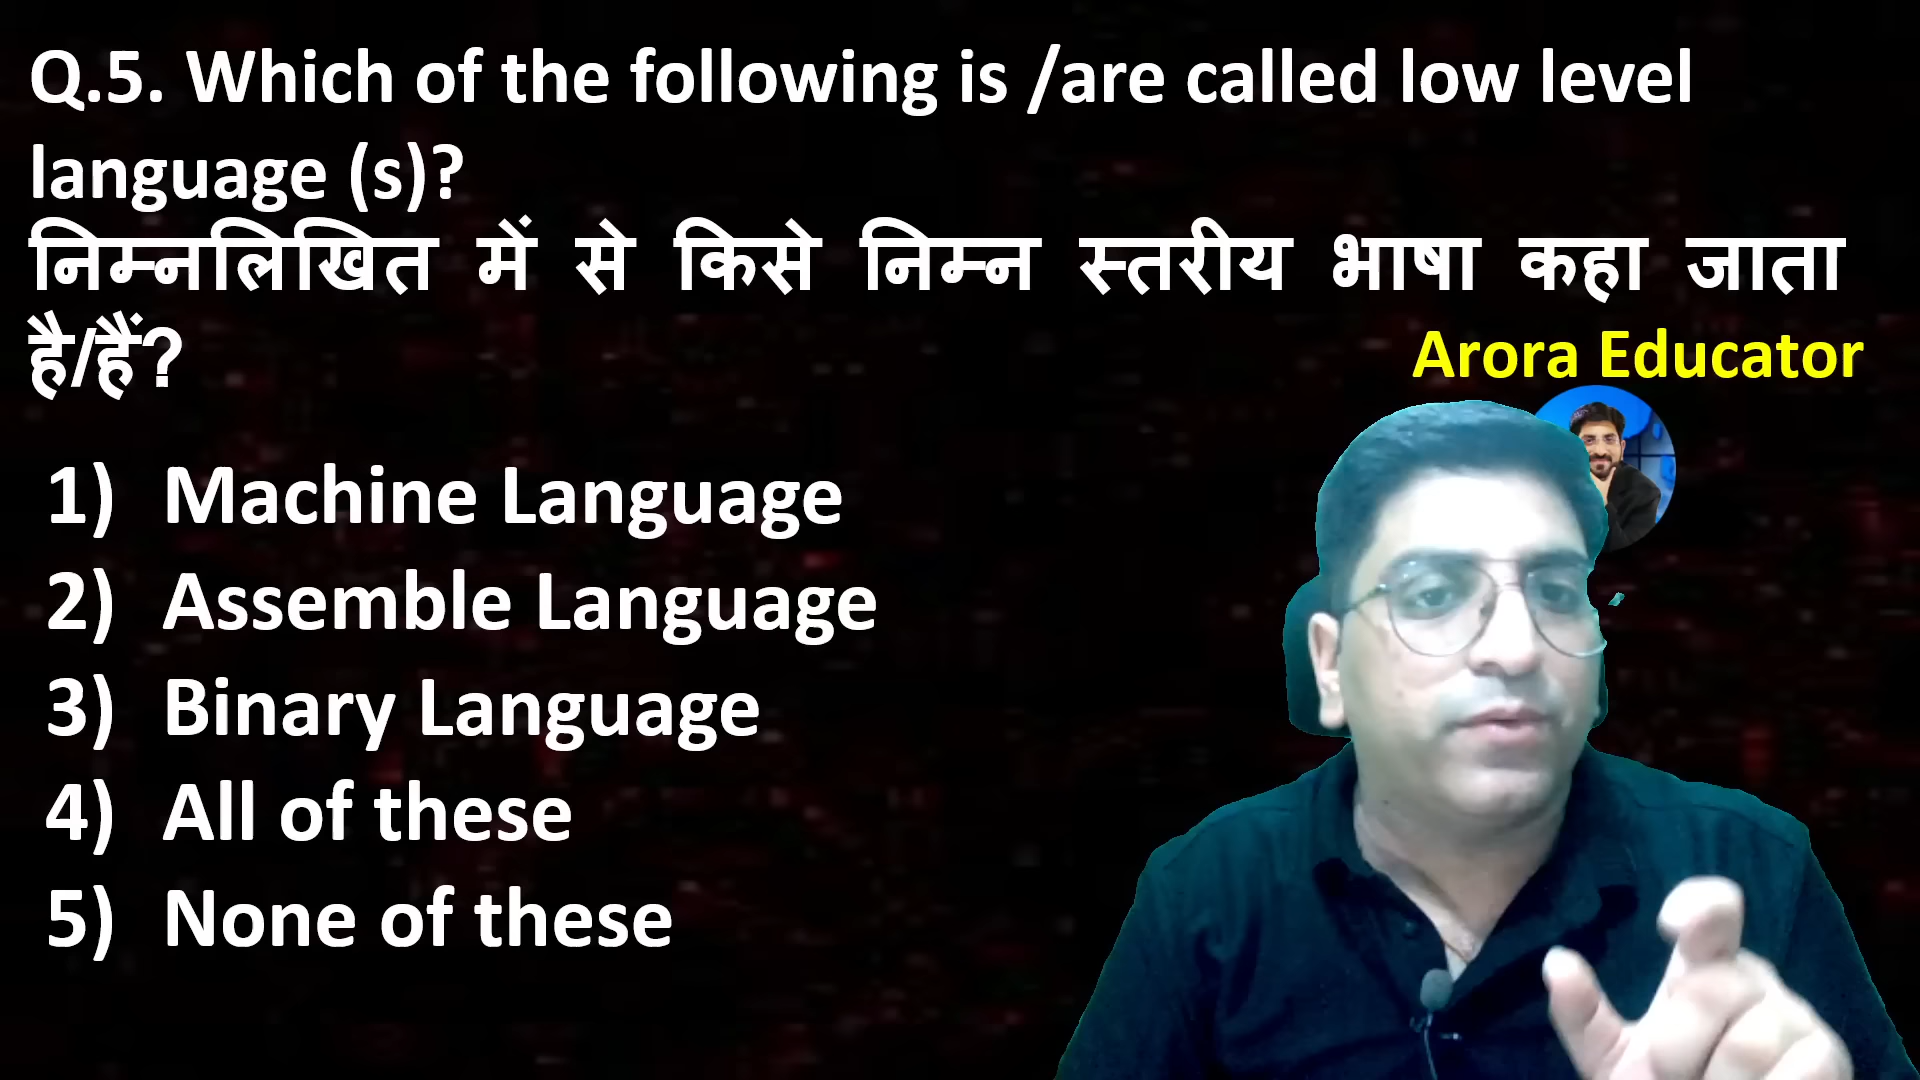 Q.5. Which of the following is /are called low level
language (s)?
निम्नलिखित में से किसे निम्न स्तरीय भाषा कहा जाता
है/हैं?
Arora Educator
1) Machine Language
2) Assemble Language
3) Binary Language
4) All of these
5) None of these